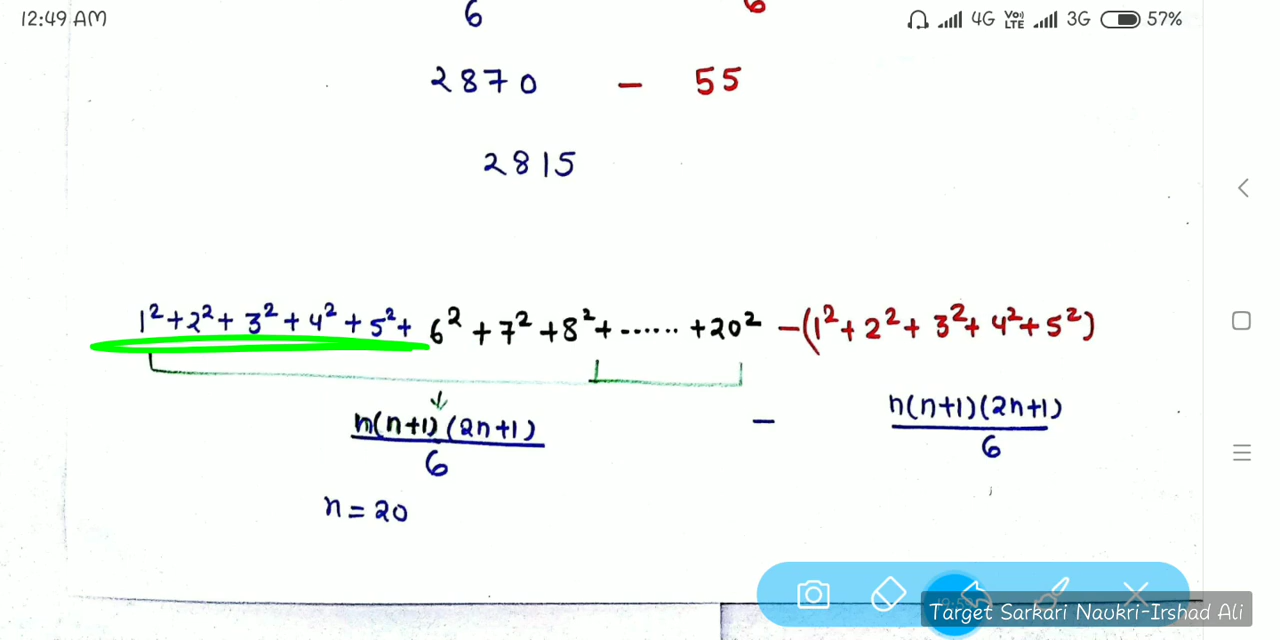 12:49 AM 4G Vo) LTE 3G 57%
6 6
2870 - 55
2815
1² + 2² + 3² + 4² + 5² + 6² + 7² + 8² + ...... + 20² - (1² + 2² + 3² + 4² + 5²)
n(n+1)(2n+1) - n(n+1)(2n+1)
6 6
n = 20
Target Sarkari Naukri-Irshad Ali